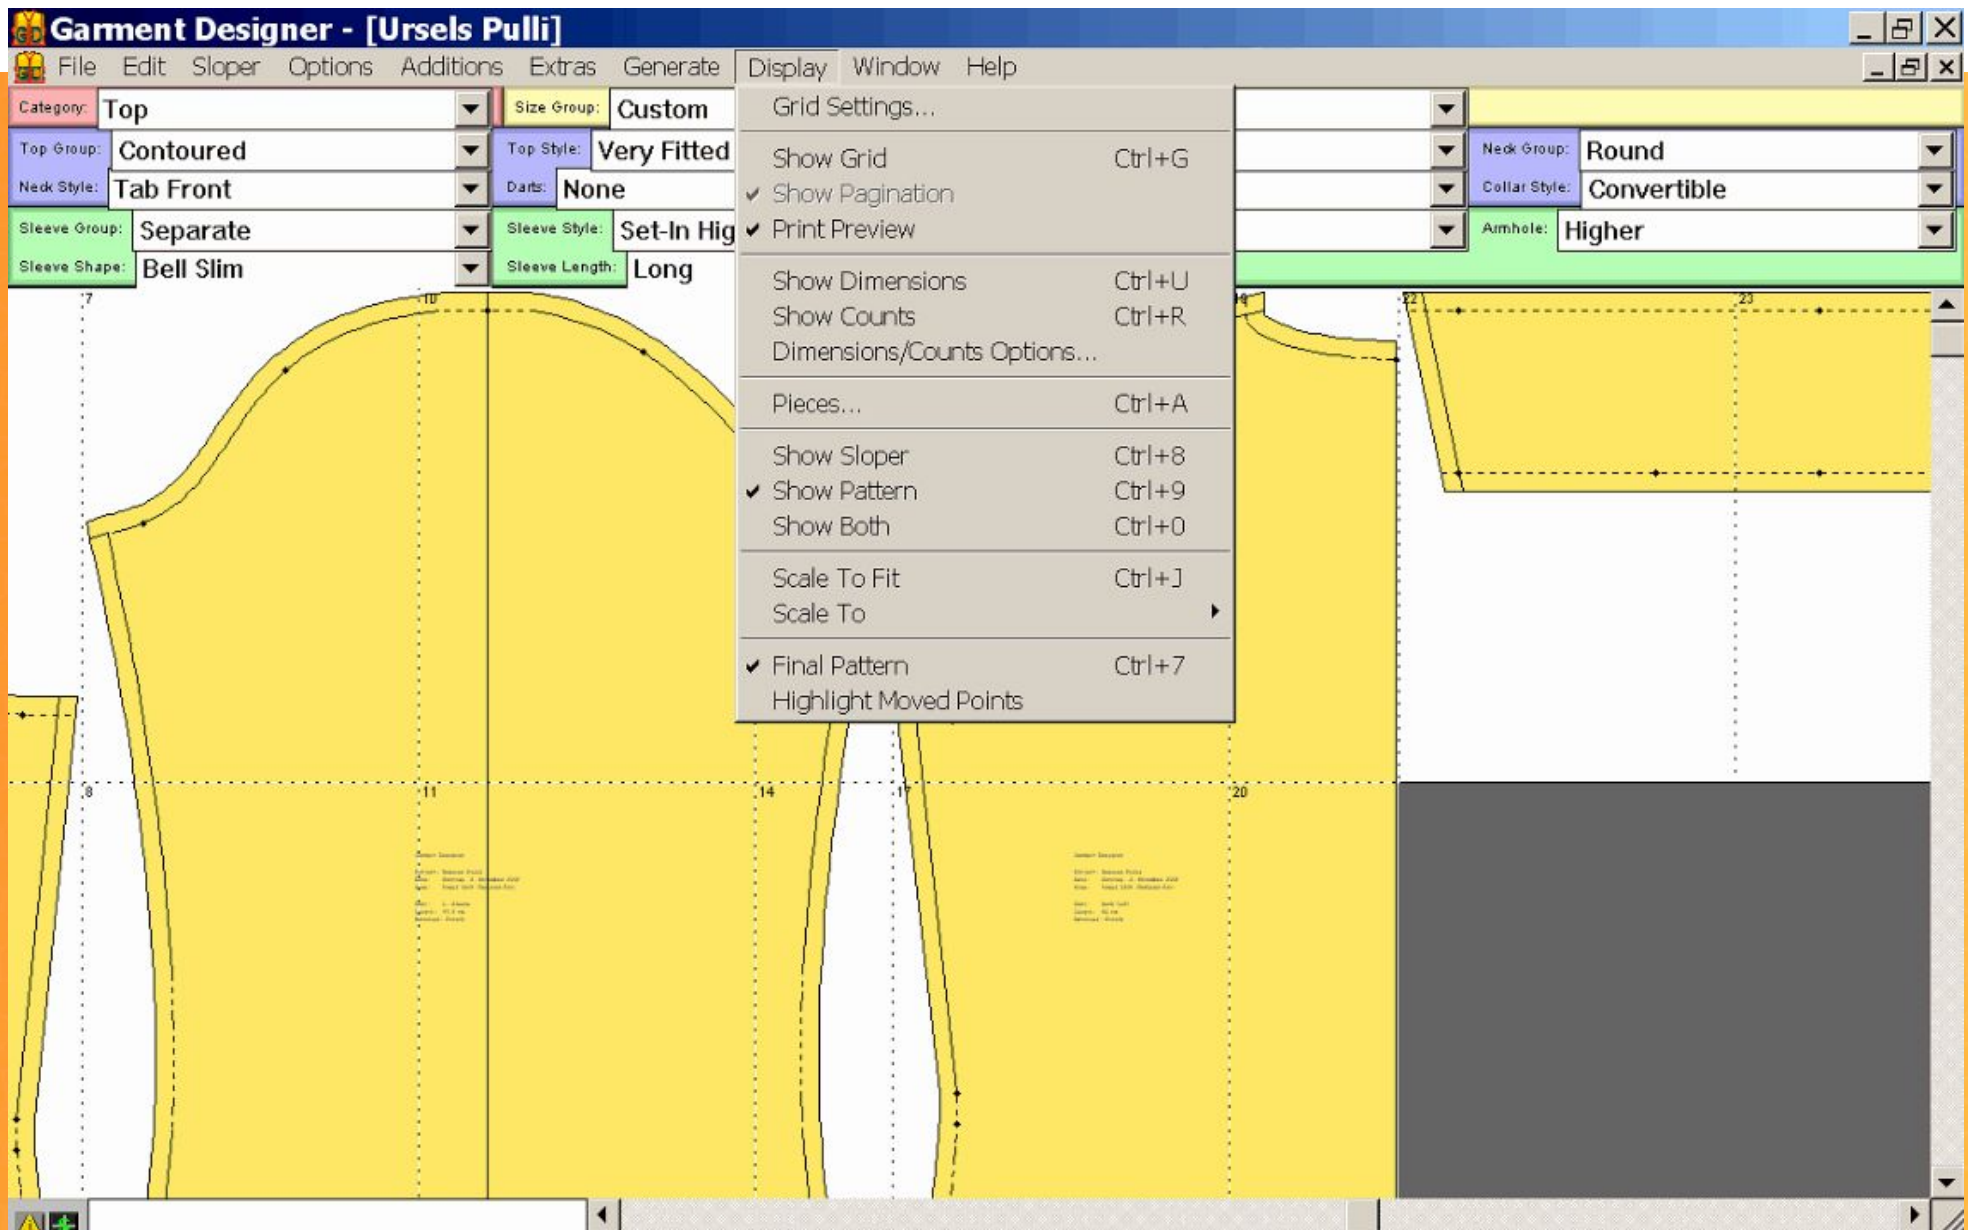 Garment Designer - [Ursels Pulli]
File Edit Sloper Options Additions Extras Generate Display Window Help
Category: Top Size Group: Custom
Top Group: Contoured Top Style: Very Fitted Neck Group: Round
Neck Style: Tab Front Darts: None Collar Style: Convertible
Sleeve Group: Separate Sleeve Style: Set-In Hig Armhole: Higher
Sleeve Shape: Bell Slim Sleeve Length: Long
Grid Settings...
Show Grid Ctrl+G
Show Pagination
Print Preview
Show Dimensions Ctrl+U
Show Counts Ctrl+R
Dimensions/Counts Options...
Pieces... Ctrl+A
Show Sloper Ctrl+8
Show Pattern Ctrl+9
Show Both Ctrl+0
Scale To Fit Ctrl+J
Scale To
Final Pattern Ctrl+7
Highlight Moved Points
7 10 19 22 23
8 11 14 17 20